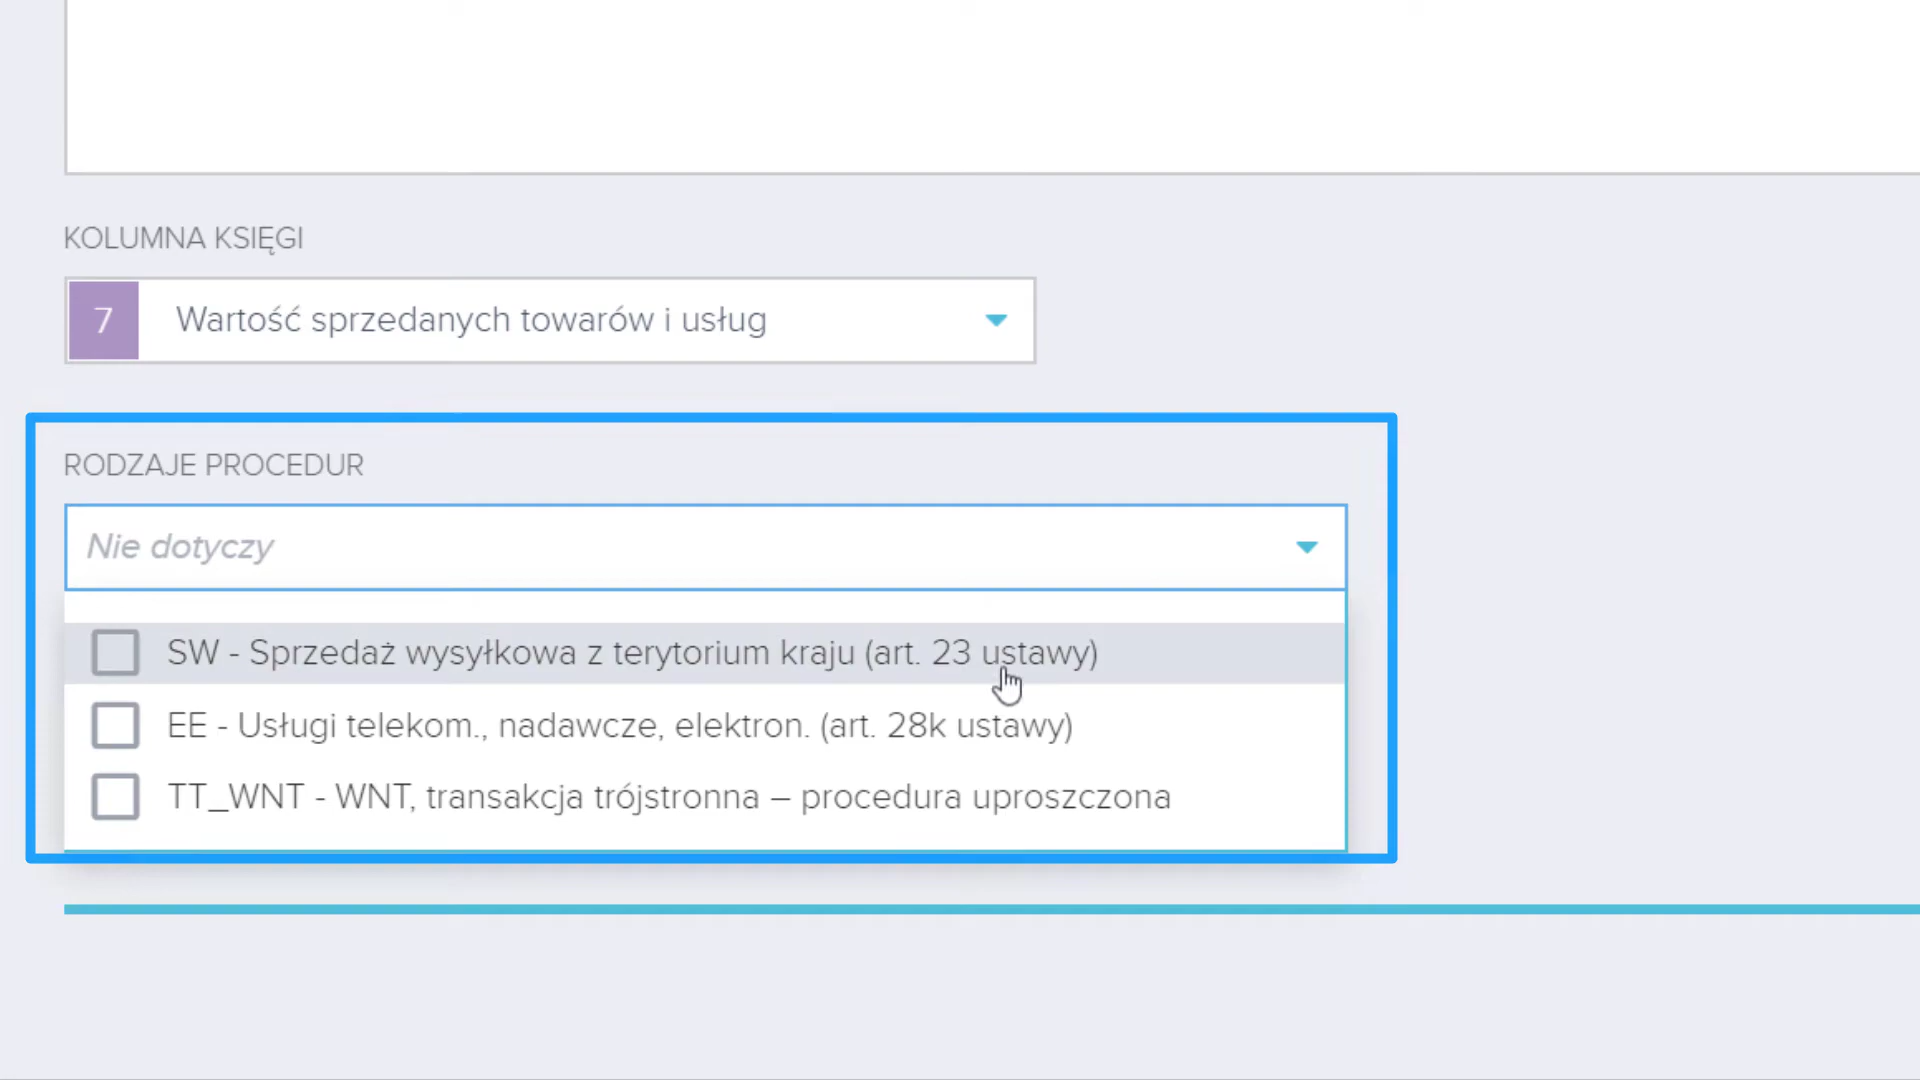 KOLUMNA KSIĘGI
7 Wartość sprzedanych towarów i usług
RODZAJE PROCEDUR
Nie dotyczy
SW - Sprzedaż wysyłkowa z terytorium kraju (art. 23 ustawy)
EE - Usługi telekom., nadawcze, elektron. (art. 28k ustawy)
TT_WNT - WNT, transakcja trójstronna – procedura uproszczona